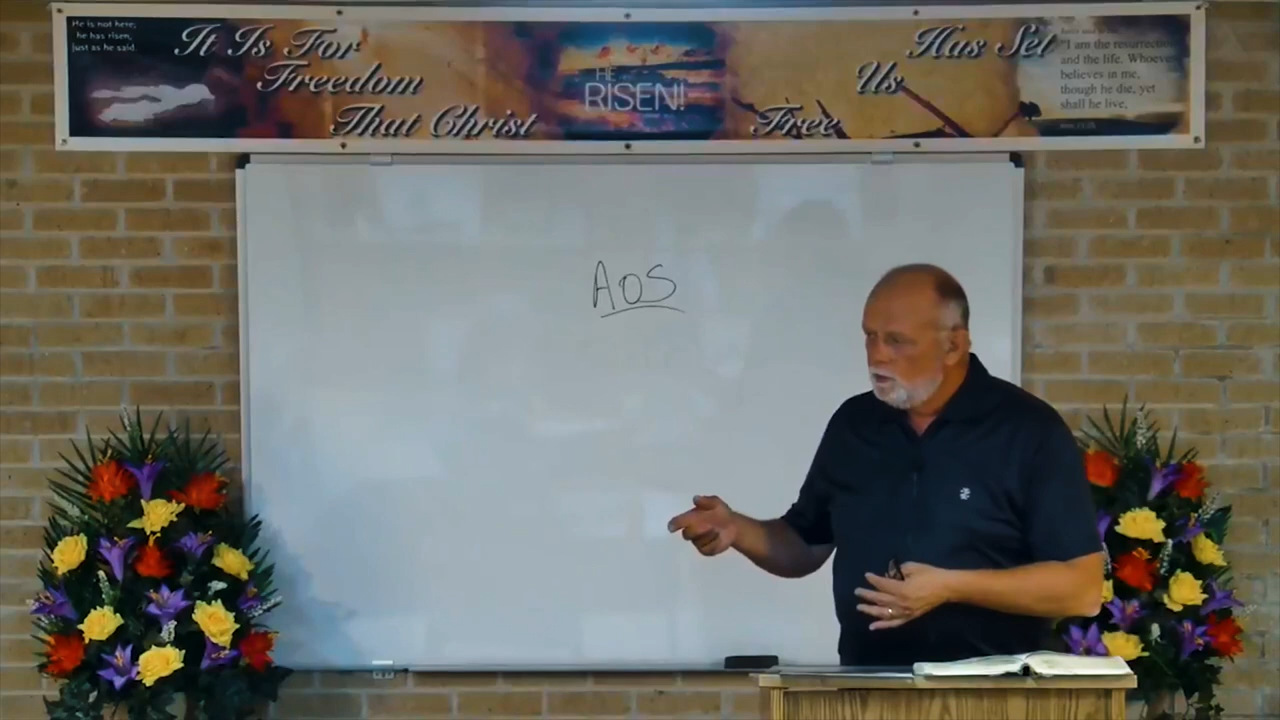 He is not here;
he has risen,
just as he said.
It Is For
Freedom
That Christ
HE
RISEN!
Has Set
Us
Free
"I am the resurrection
and the life. Whoever
believes in me,
though he die, yet
shall he live,
AOS